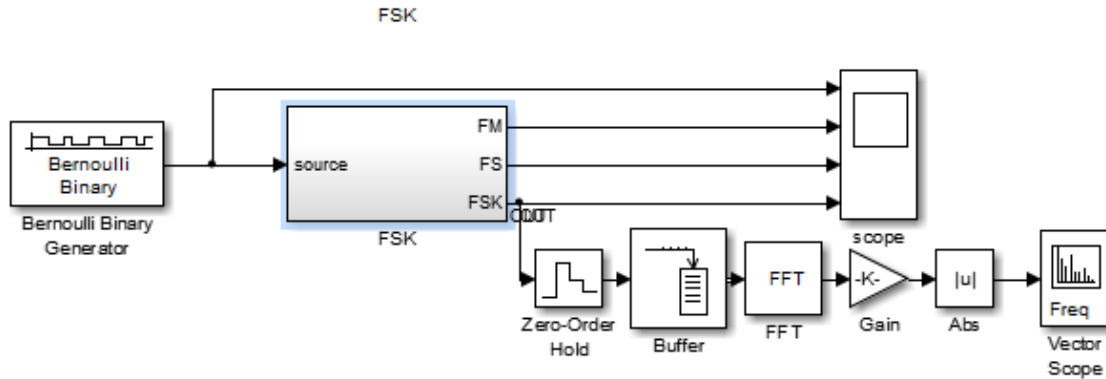 FSK
Bernoulli
Binary
Bernoulli Binary
Generator
source
FM
FS
FSK
FSK
scope
Zero-Order
Hold
Buffer
FFT
FFT
-K-
Gain
|u|
Abs
Freq
Vector
Scope